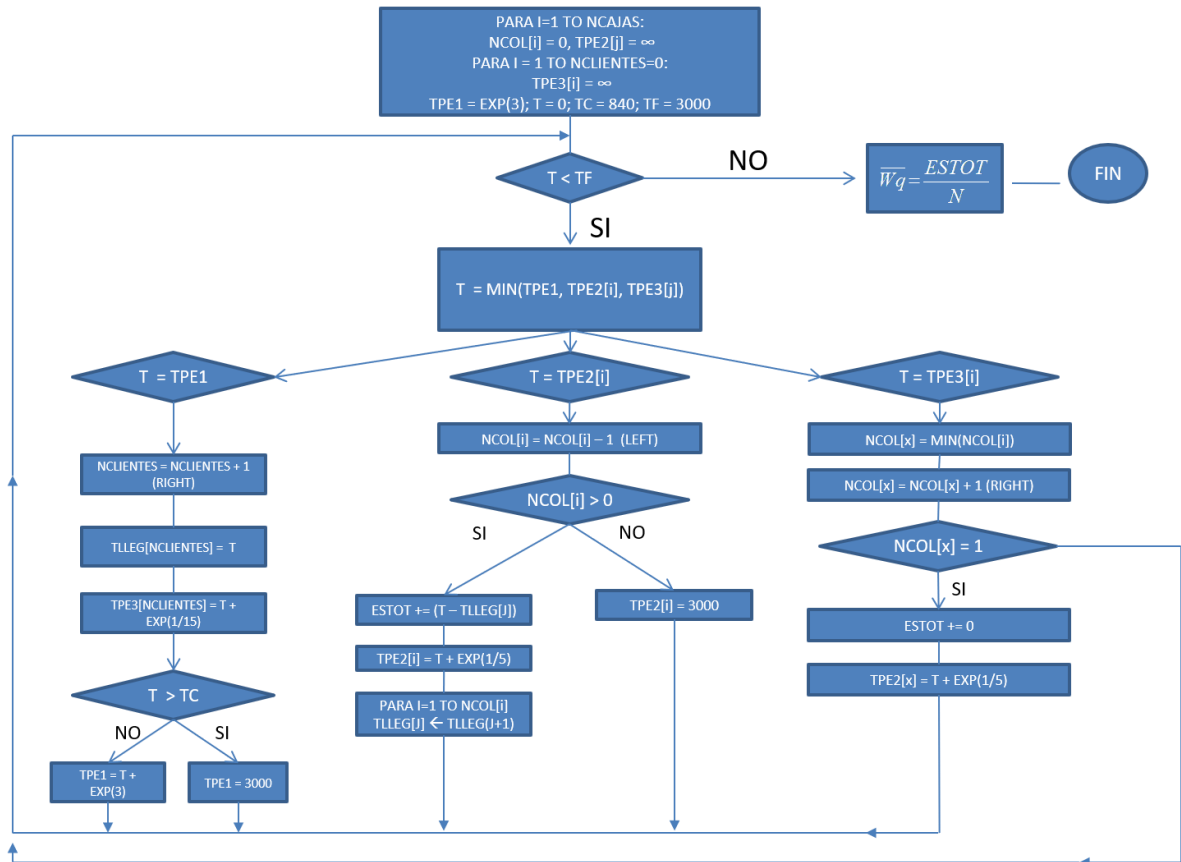 PARA I=1 TO NCAJAS:
NCOL[i] = 0, TPE2[j] = ∞
PARA I = 1 TO NCLIENTES=0:
TPE3[i] = ∞
TPE1 = EXP(3); T = 0; TC = 840; TF = 3000
T < TF
NO
Wq = ESTOT
N
FIN
SI
T = MIN(TPE1, TPE2[i], TPE3[j])
T = TPE1
T = TPE2[i]
T = TPE3[i]
NCLIENTES = NCLIENTES + 1
(RIGHT)
TLLEG[NCLIENTES] = T
TPE3[NCLIENTES] = T +
EXP(1/15)
T > TC
NO
SI
TPE1 = T +
EXP(3)
TPE1 = 3000
NCOL[i] = NCOL[i] – 1 (LEFT)
NCOL[i] > 0
SI
NO
ESTOT += (T – TLLEG[J])
TPE2[i] = T + EXP(1/5)
PARA I=1 TO NCOL[i]
TLLEG[J] ← TLLEG(J+1)
TPE2[i] = 3000
NCOL[x] = MIN(NCOL[i])
NCOL[x] = NCOL[x] + 1 (RIGHT)
NCOL[x] = 1
SI
ESTOT += 0
TPE2[x] = T + EXP(1/5)